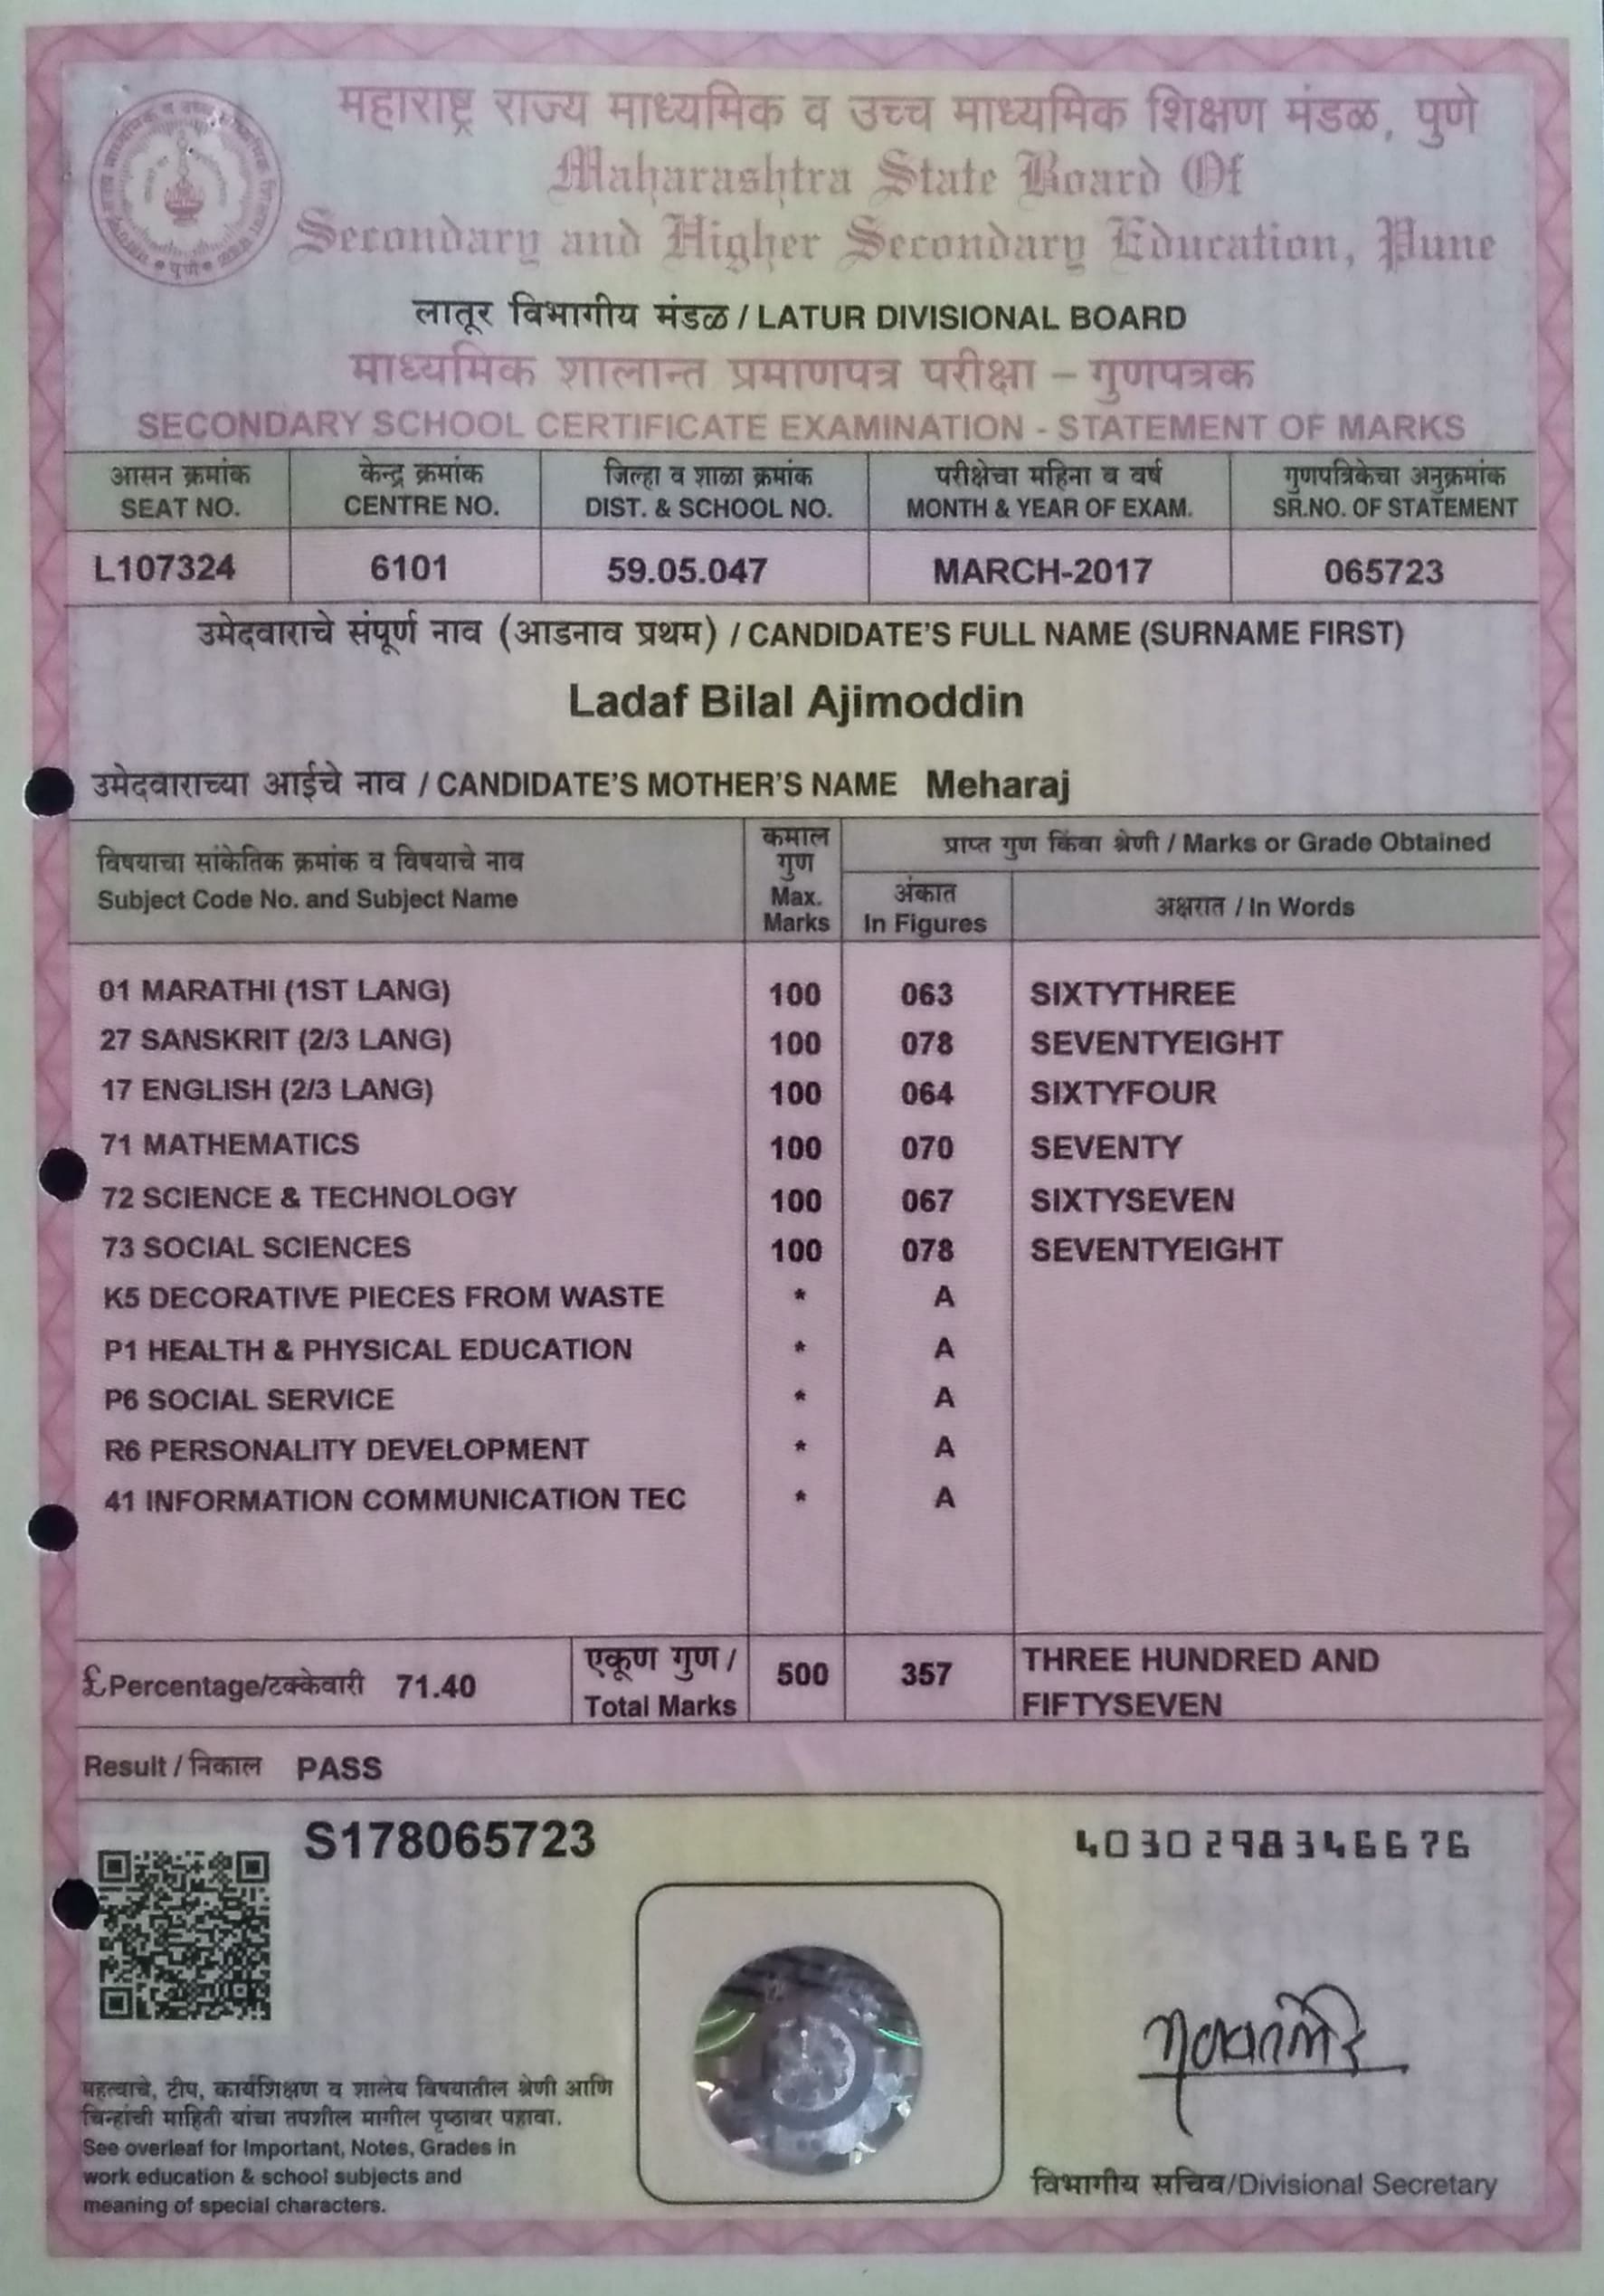 महाराष्ट्र राज्य माध्यमिक व उच्च माध्यमिक शिक्षण मंडळ, पुणे
Maharashtra State Board Of
Secondary and Higher Secondary Education, Pune
लातूर विभागीय मंडळ / LATUR DIVISIONAL BOARD
माध्यमिक शालान्त प्रमाणपत्र परीक्षा – गुणपत्रक
SECONDARY SCHOOL CERTIFICATE EXAMINATION - STATEMENT OF MARKS
आसन क्रमांक केन्द्र क्रमांक जिल्हा व शाळा क्रमांक परीक्षेचा महिना व वर्ष गुणपत्रिकेचा अनुक्रमांक
SEAT NO. CENTRE NO. DIST. & SCHOOL NO. MONTH & YEAR OF EXAM. SR.NO. OF STATEMENT
L107324 6101 59.05.047 MARCH-2017 065723
उमेदवाराचे संपूर्ण नाव (आडनाव प्रथम) / CANDIDATE'S FULL NAME (SURNAME FIRST)
Ladaf Bilal Ajimoddin
उमेदवाराच्या आईचे नाव / CANDIDATE'S MOTHER'S NAME Meharaj
विषयाचा सांकेतिक क्रमांक व विषयाचे नाव
Subject Code No. and Subject Name
कमाल
गुण
Max.
Marks
प्राप्त गुण किंवा श्रेणी / Marks or Grade Obtained
अंकात
In Figures
अक्षरात / In Words
01 MARATHI (1ST LANG) 100 063 SIXTYTHREE
27 SANSKRIT (2/3 LANG) 100 078 SEVENTYEIGHT
17 ENGLISH (2/3 LANG) 100 064 SIXTYFOUR
71 MATHEMATICS 100 070 SEVENTY
72 SCIENCE & TECHNOLOGY 100 067 SIXTYSEVEN
73 SOCIAL SCIENCES 100 078 SEVENTYEIGHT
K5 DECORATIVE PIECES FROM WASTE * A
P1 HEALTH & PHYSICAL EDUCATION * A
P6 SOCIAL SERVICE * A
R6 PERSONALITY DEVELOPMENT * A
41 INFORMATION COMMUNICATION TEC * A
£Percentage/टक्केवारी 71.40
एकूण गुण /
Total Marks
500 357 THREE HUNDRED AND
FIFTYSEVEN
Result / निकाल PASS
S178065723
4030298346676
महत्वाचे, टीप, कार्यशिक्षण व शालेय विषयातील श्रेणी आणि
चिन्हांची माहिती यांचा तपशील मागील पृष्ठावर पहावा.
See overleaf for Important, Notes, Grades in
work education & school subjects and
meaning of special characters.
विभागीय सचिव/Divisional Secretary